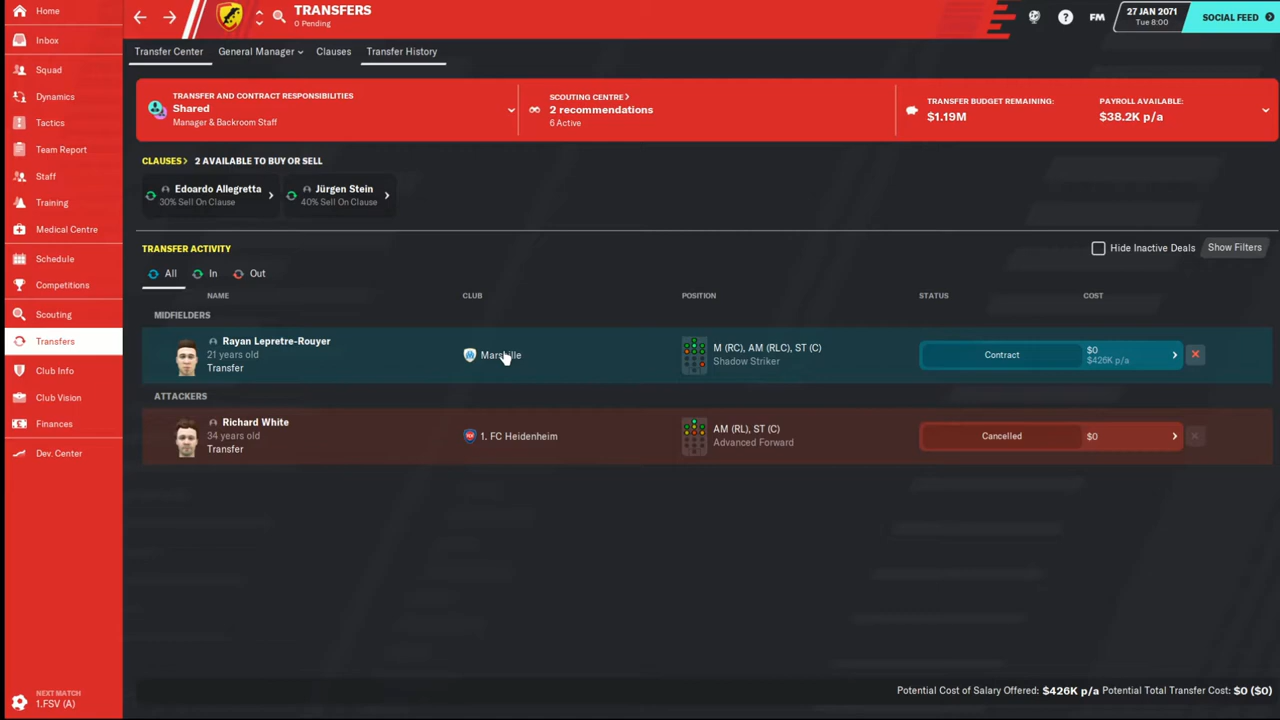 Home
TRANSFERS
0 Pending
FM
27 JAN 2071
Tue 8:00
SOCIAL FEED
Inbox
Squad
Dynamics
Tactics
Team Report
Staff
Training
Medical Centre
Schedule
Competitions
Scouting
Transfers
Club Info
Club Vision
Finances
Dev. Center
NEXT MATCH
1.FSV (A)
Transfer Center
General Manager
Clauses
Transfer History
TRANSFER AND CONTRACT RESPONSIBILITIES
Shared
Manager & Backroom Staff
SCOUTING CENTRE>
2 recommendations
6 Active
TRANSFER BUDGET REMAINING:
$1.19M
PAYROLL AVAILABLE:
$38.2K p/a
CLAUSES> 2 AVAILABLE TO BUY OR SELL
Edoardo Allegretta
30% Sell On Clause
Jürgen Stein
40% Sell On Clause
TRANSFER ACTIVITY
Hide Inactive Deals
Show Filters
All
In
Out
NAME CLUB POSITION STATUS COST
MIDFIELDERS
Rayan Lepretre-Rouyer
21 years old
Transfer
Marseille
M (RC), AM (RLC), ST (C)
Shadow Striker
Contract
$0
$426K p/a
ATTACKERS
Richard White
34 years old
Transfer
1. FC Heidenheim
AM (RL), ST (C)
Advanced Forward
Cancelled
$0
Potential Cost of Salary Offered: $426K p/a Potential Total Transfer Cost: $0 ($0)